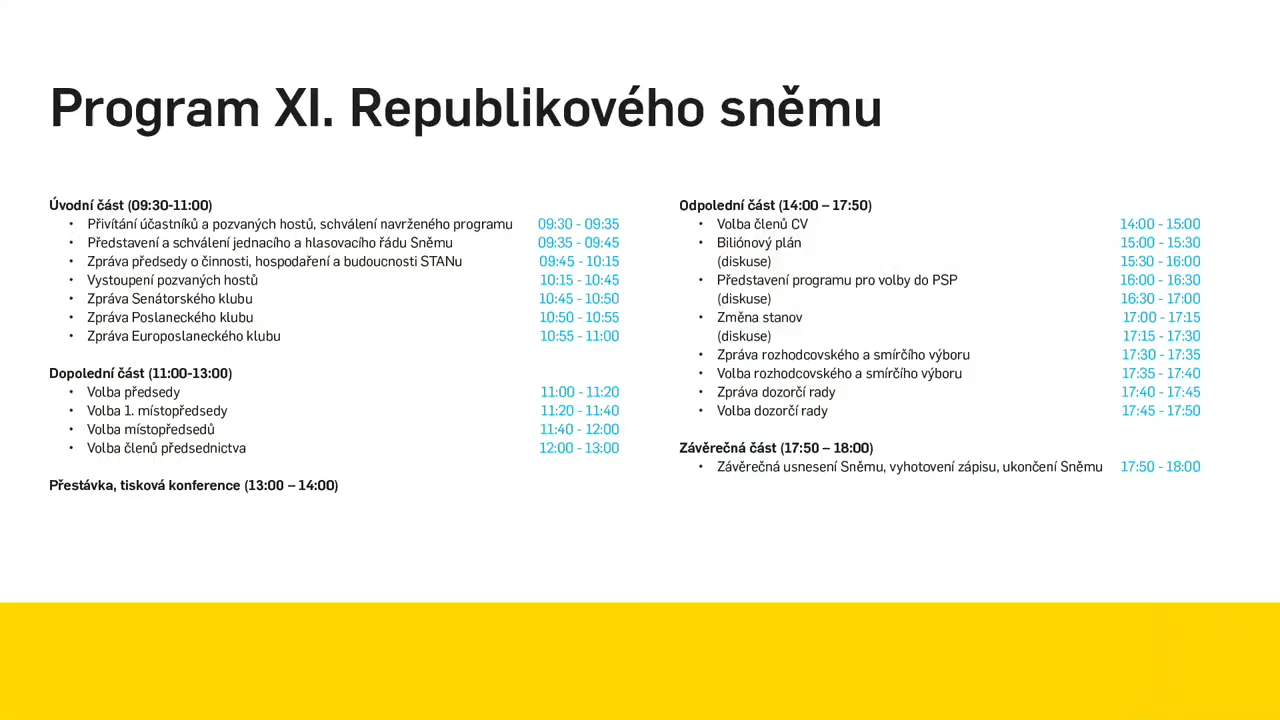 Program XI. Republikového sněmu
Úvodní část (09:30-11:00)
• Přivítání účastníků a pozvaných hostů, schválení navrženého programu 09:30 - 09:35
• Představení a schválení jednacího a hlasovacího řádu Sněmu 09:35 - 09:45
• Zpráva předsedy o činnosti, hospodaření a budoucnosti STANu 09:45 - 10:15
• Vystoupení pozvaných hostů 10:15 - 10:45
• Zpráva Senátorského klubu 10:45 - 10:50
• Zpráva Poslaneckého klubu 10:50 - 10:55
• Zpráva Europoslaneckého klubu 10:55 - 11:00
Dopolední část (11:00-13:00)
• Volba předsedy 11:00 - 11:20
• Volba 1. místopředsedy 11:20 - 11:40
• Volba místopředsedů 11:40 - 12:00
• Volba členů předsednictva 12:00 - 13:00
Přestávka, tisková konference (13:00 – 14:00)
Odpolední část (14:00 – 17:50)
• Volba členů CV 14:00 - 15:00
• Biliónový plán 15:00 - 15:30
(diskuse) 15:30 - 16:00
• Představení programu pro volby do PSP 16:00 - 16:30
(diskuse) 16:30 - 17:00
• Změna stanov 17:00 - 17:15
(diskuse) 17:15 - 17:30
• Zpráva rozhodcovského a smírčího výboru 17:30 - 17:35
• Volba rozhodcovského a smírčího výboru 17:35 - 17:40
• Zpráva dozorčí rady 17:40 - 17:45
• Volba dozorčí rady 17:45 - 17:50
Závěrečná část (17:50 – 18:00)
• Závěrečná usnesení Sněmu, vyhotovení zápisu, ukončení Sněmu 17:50 - 18:00